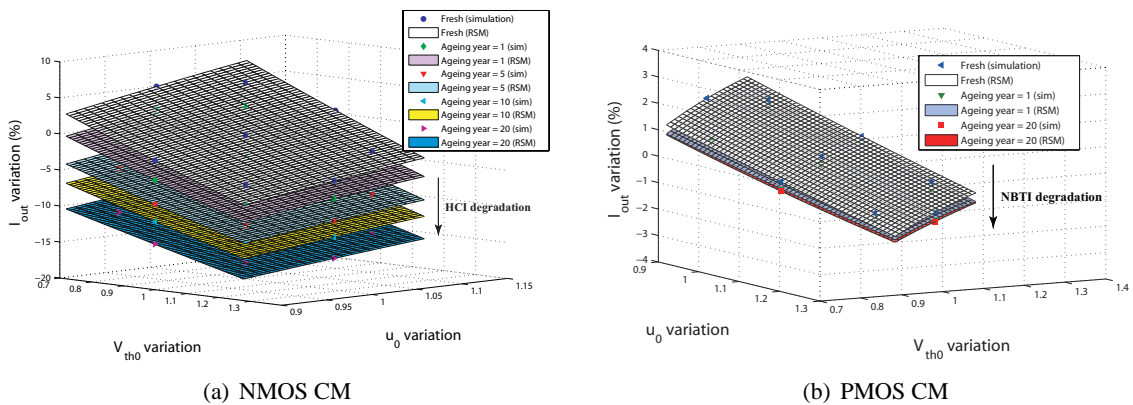 Fresh (simulation)
Fresh (RSM)
Ageing year = 1 (sim)
Ageing year = 1 (RSM)
Ageing year = 5 (sim)
Ageing year = 5 (RSM)
Ageing year = 10 (sim)
Ageing year = 10 (RSM)
Ageing year = 20 (sim)
Ageing year = 20 (RSM)
10
5
0
−5
−10
−15
−20
I_out variation (%)
HCI degradation
0.7
0.8
0.9
1
1.1
1.2
1.3
V_th0 variation
0.9
0.95
1
1.05
1.1
1.15
u_0 variation
(a) NMOS CM
Fresh (simulation)
Fresh (RSM)
Ageing year = 1 (sim)
Ageing year = 1 (RSM)
Ageing year = 20 (sim)
Ageing year = 20 (RSM)
4
3
2
1
0
−1
−2
−3
−4
I_out variation (%)
NBTI degradation
0.9
1
1.1
1.2
1.3
u_0 variation
0.7
0.8
0.9
1
1.1
1.2
1.3
1.4
V_th0 variation
(b) PMOS CM